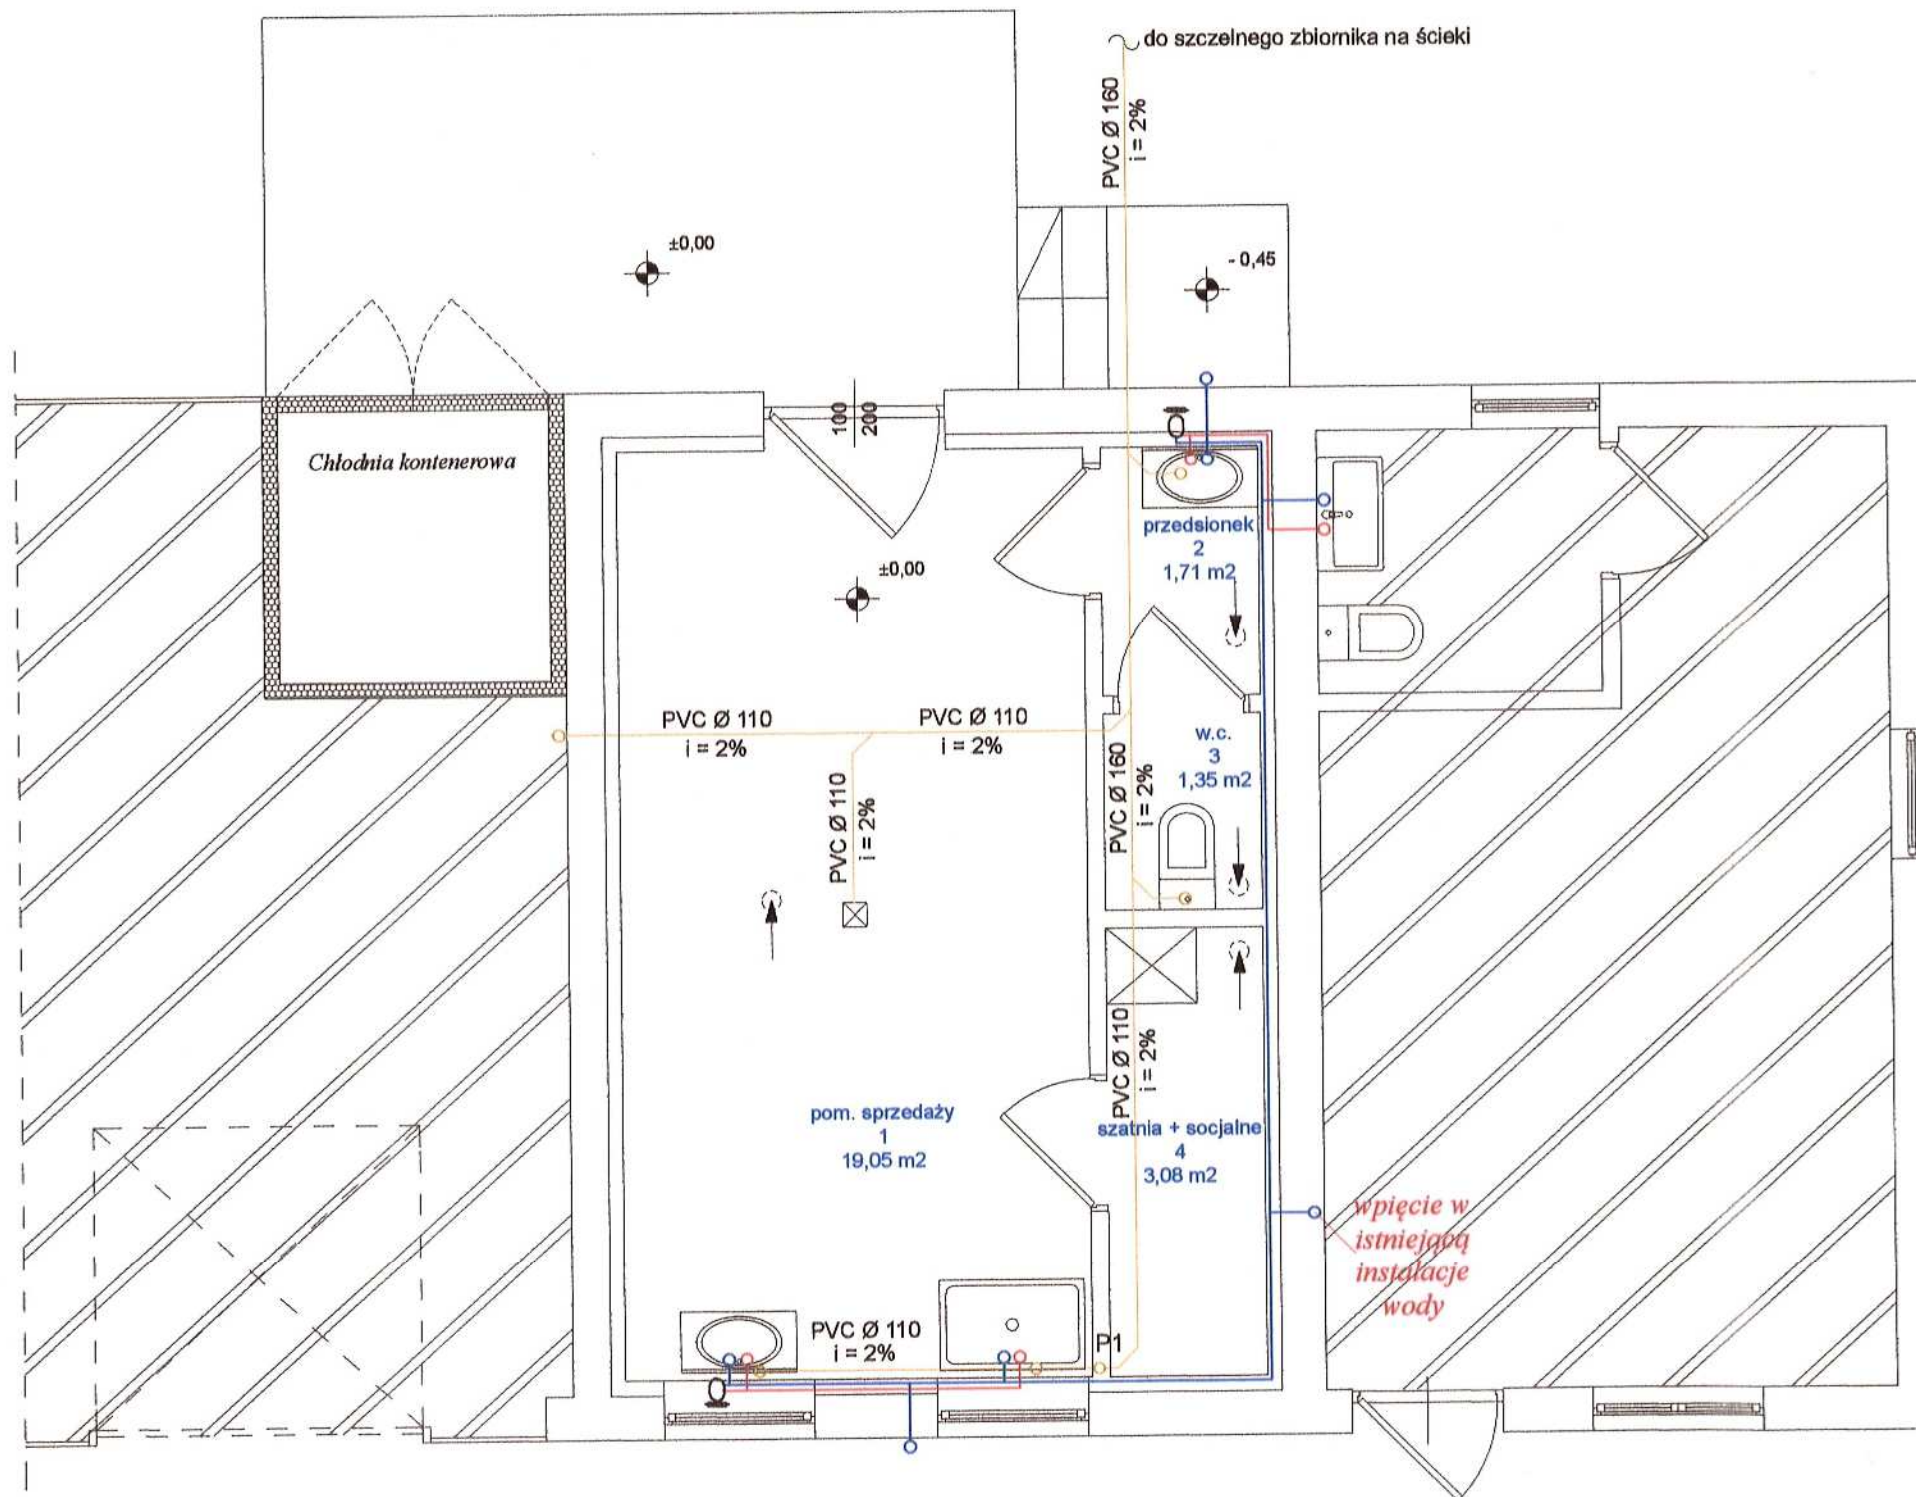 do szczelnego zbiornika na ścieki
PVC Ø 160
i = 2%
±0,00
- 0,45
100
200
Chłodnia kontenerowa
przedsionek
2
1,71 m2
±0,00
PVC Ø 110
i = 2%
PVC Ø 110
i = 2%
w.c.
3
1,35 m2
PVC Ø 160
i = 2%
PVC Ø 110
i = 2%
PVC Ø 110
i = 2%
pom. sprzedaży
1
19,05 m2
szatnia + socjalne
4
3,08 m2
wpięcie w
istniejącą
instalacje
wody
PVC Ø 110
i = 2%
P1